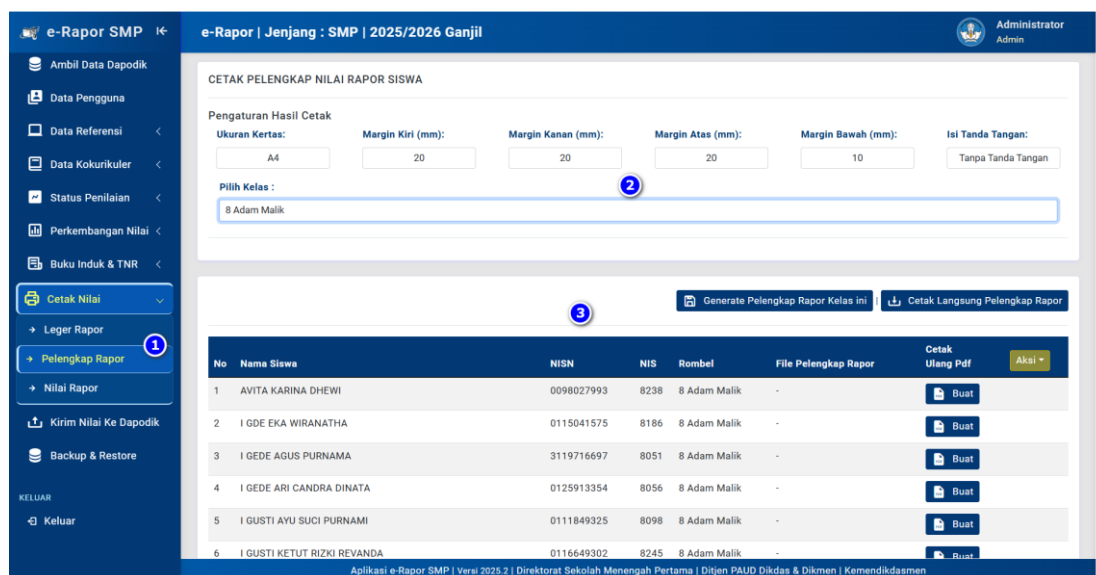 e-Rapor SMP
e-Rapor | Jenjang : SMP | 2025/2026 Ganjil
Administrator
Admin
Ambil Data Dapodik
Data Pengguna
Data Referensi
Data Kokurikuler
Status Penilaian
Perkembangan Nilai
Buku Induk & TNR
Cetak Nilai
Leger Rapor
Pelengkap Rapor
1
Nilai Rapor
Kirim Nilai Ke Dapodik
Backup & Restore
KELUAR
Keluar
CETAK PELENGKAP NILAI RAPOR SISWA
Pengaturan Hasil Cetak
Ukuran Kertas: Margin Kiri (mm): Margin Kanan (mm): Margin Atas (mm): Margin Bawah (mm): Isi Tanda Tangan:
A4 20 20 20 10 Tanpa Tanda Tangan
Pilih Kelas :
2
8 Adam Malik
Generate Pelengkap Rapor Kelas ini | Cetak Langsung Pelengkap Rapor
3
No Nama Siswa NISN NIS Rombel File Pelengkap Rapor Cetak Ulang Pdf Aksi
1 AVITA KARINA DHEWI 0098027993 8238 8 Adam Malik - Buat
2 I GDE EKA WIRANATHA 0115041575 8186 8 Adam Malik - Buat
3 I GEDE AGUS PURNAMA 3119716697 8051 8 Adam Malik - Buat
4 I GEDE ARI CANDRA DINATA 0125913354 8056 8 Adam Malik - Buat
5 I GUSTI AYU SUCI PURNAMI 0111849325 8098 8 Adam Malik - Buat
6 I GUSTI KETUT RIZKI REVANDA 0116649302 8245 8 Adam Malik - Buat
Aplikasi e-Rapor SMP | Versi 2025.2 | Direktorat Sekolah Menengah Pertama | Ditjen PAUD Dikdas & Dikmen | Kemendikdasmen